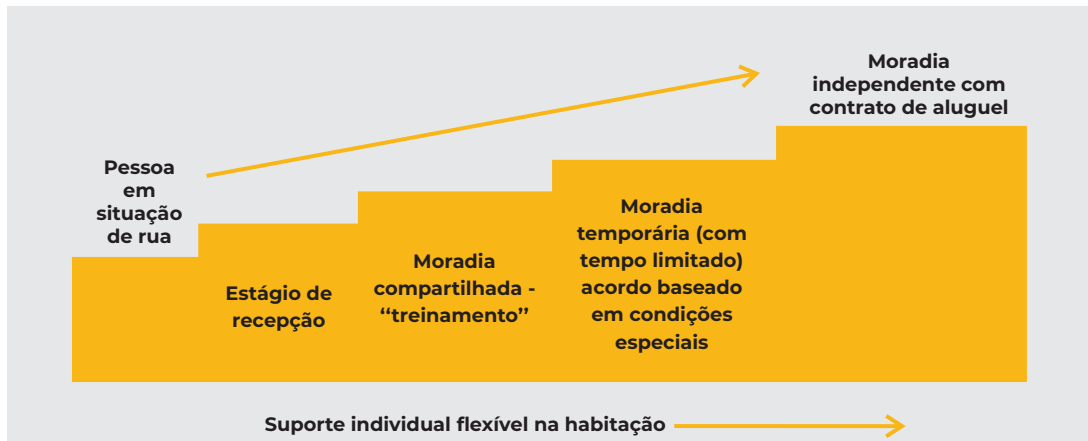 Pessoa
em
situação
de rua
Estágio de
recepção
Moradia
compartilhada -
“treinamento”
Moradia
temporária (com
tempo limitado)
acordo baseado
em condições
especiais
Moradia
independente com
contrato de aluguel
Suporte individual flexível na habitação